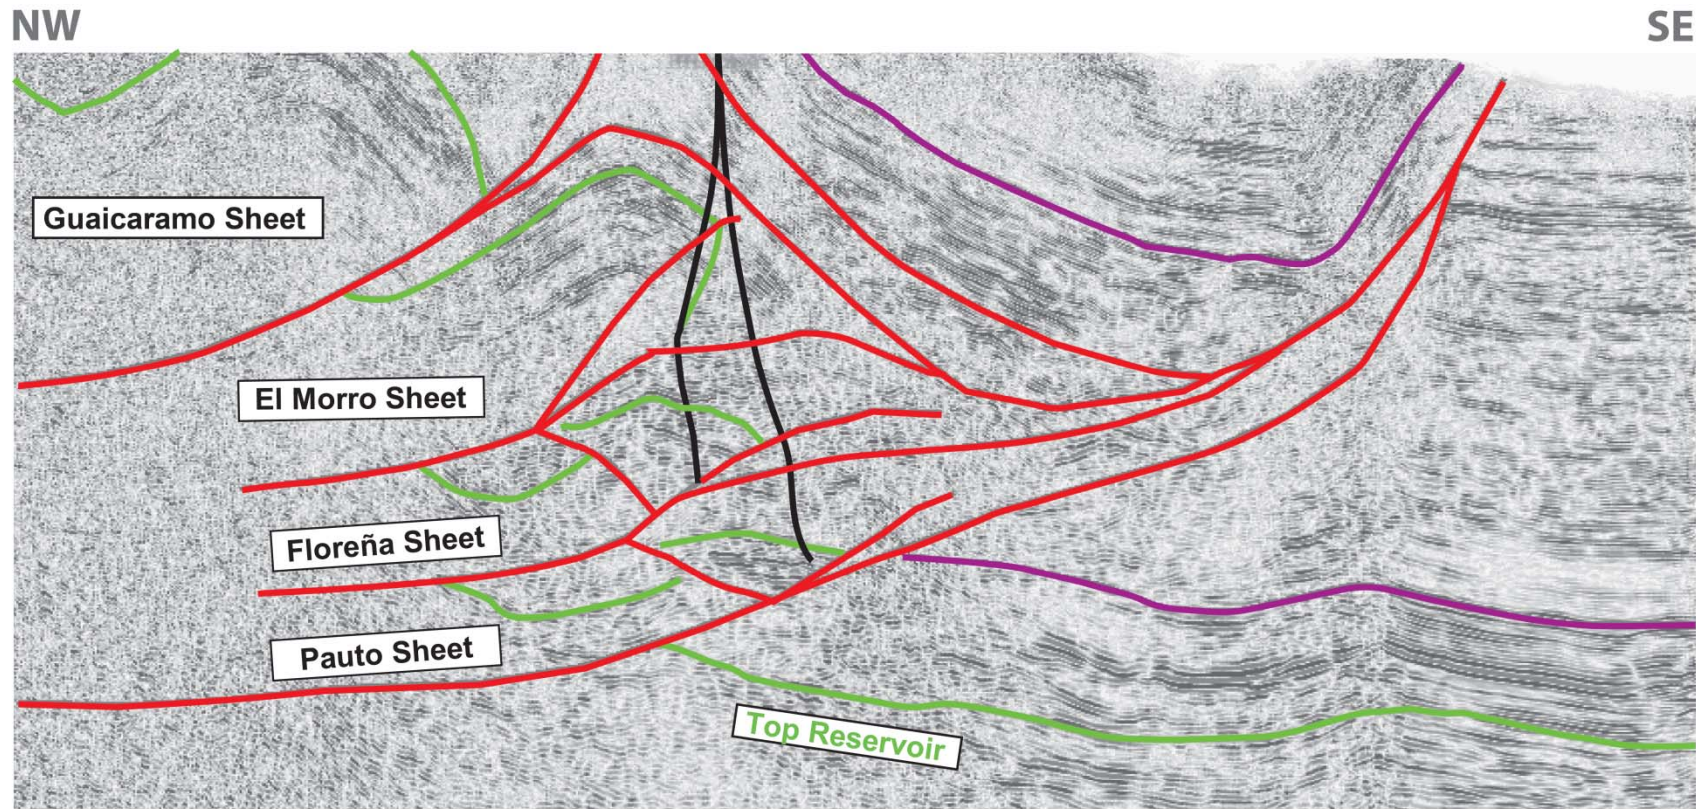 NW
SE
Guaicaramo Sheet
El Morro Sheet
Floreña Sheet
Pauto Sheet
Top Reservoir